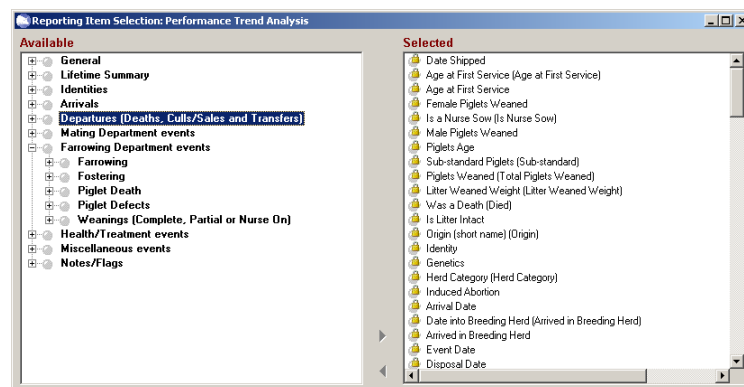 Reporting Item Selection: Performance Trend Analysis
Available
General
Lifetime Summary
Identities
Arrivals
Departures (Deaths, Culls/Sales and Transfers)
Mating Department events
Farrowing Department events
Farrowing
Fostering
Piglet Death
Piglet Defects
Weanings (Complete, Partial or Nurse On)
Health/Treatment events
Miscellaneous events
Notes/Flags
Selected
Date Shipped
Age at First Service (Age at First Service)
Age at First Service
Female Piglets Weaned
Is a Nurse Sow (Is Nurse Sow)
Male Piglets Weaned
Piglets Age
Sub-standard Piglets (Sub-standard)
Piglets Weaned (Total Piglets Weaned)
Litter Weaned Weight (Litter Weaned Weight)
Was a Death (Died)
Is Litter Intact
Origin (short name) (Origin)
Identity
Genetics
Herd Category (Herd Category)
Induced Abortion
Arrival Date
Date into Breeding Herd (Arrived in Breeding Herd)
Arrived in Breeding Herd
Event Date
Disposal Date